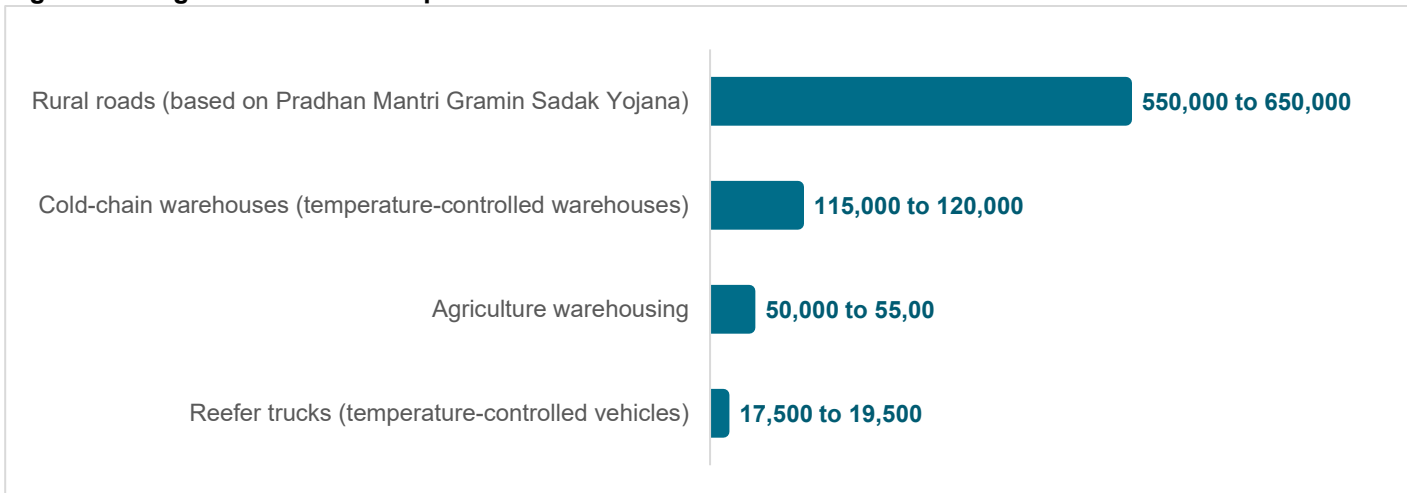 Rural roads (based on Pradhan Mantri Gramin Sadak Yojana)
550,000 to 650,000
Cold-chain warehouses (temperature-controlled warehouses)
115,000 to 120,000
Agriculture warehousing
50,000 to 55,00
Reefer trucks (temperature-controlled vehicles)
17,500 to 19,500